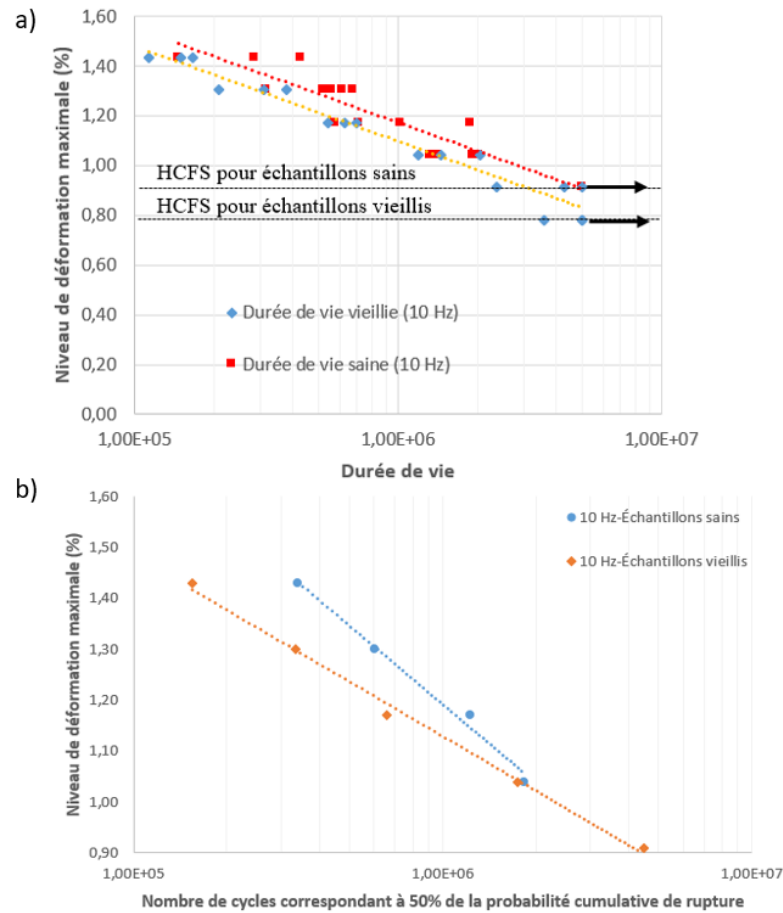 a)
1,60
1,40
1,20
1,00
0,80
0,60
0,40
0,20
0,00
Niveau de déformation maximale (%)
HCFS pour échantillons sains
HCFS pour échantillons vieillis
Durée de vie vieillie (10 Hz)
Durée de vie saine (10 Hz)
1,00E+05
1,00E+06
1,00E+07
Durée de vie
b)
1,60
1,50
1,40
1,30
1,20
1,10
1,00
0,90
Niveau de déformation maximale (%)
10 Hz-Échantillons sains
10 Hz-Échantillons vieillis
1,00E+05
1,00E+06
1,00E+07
Nombre de cycles correspondant à 50% de la probabilité cumulative de rupture